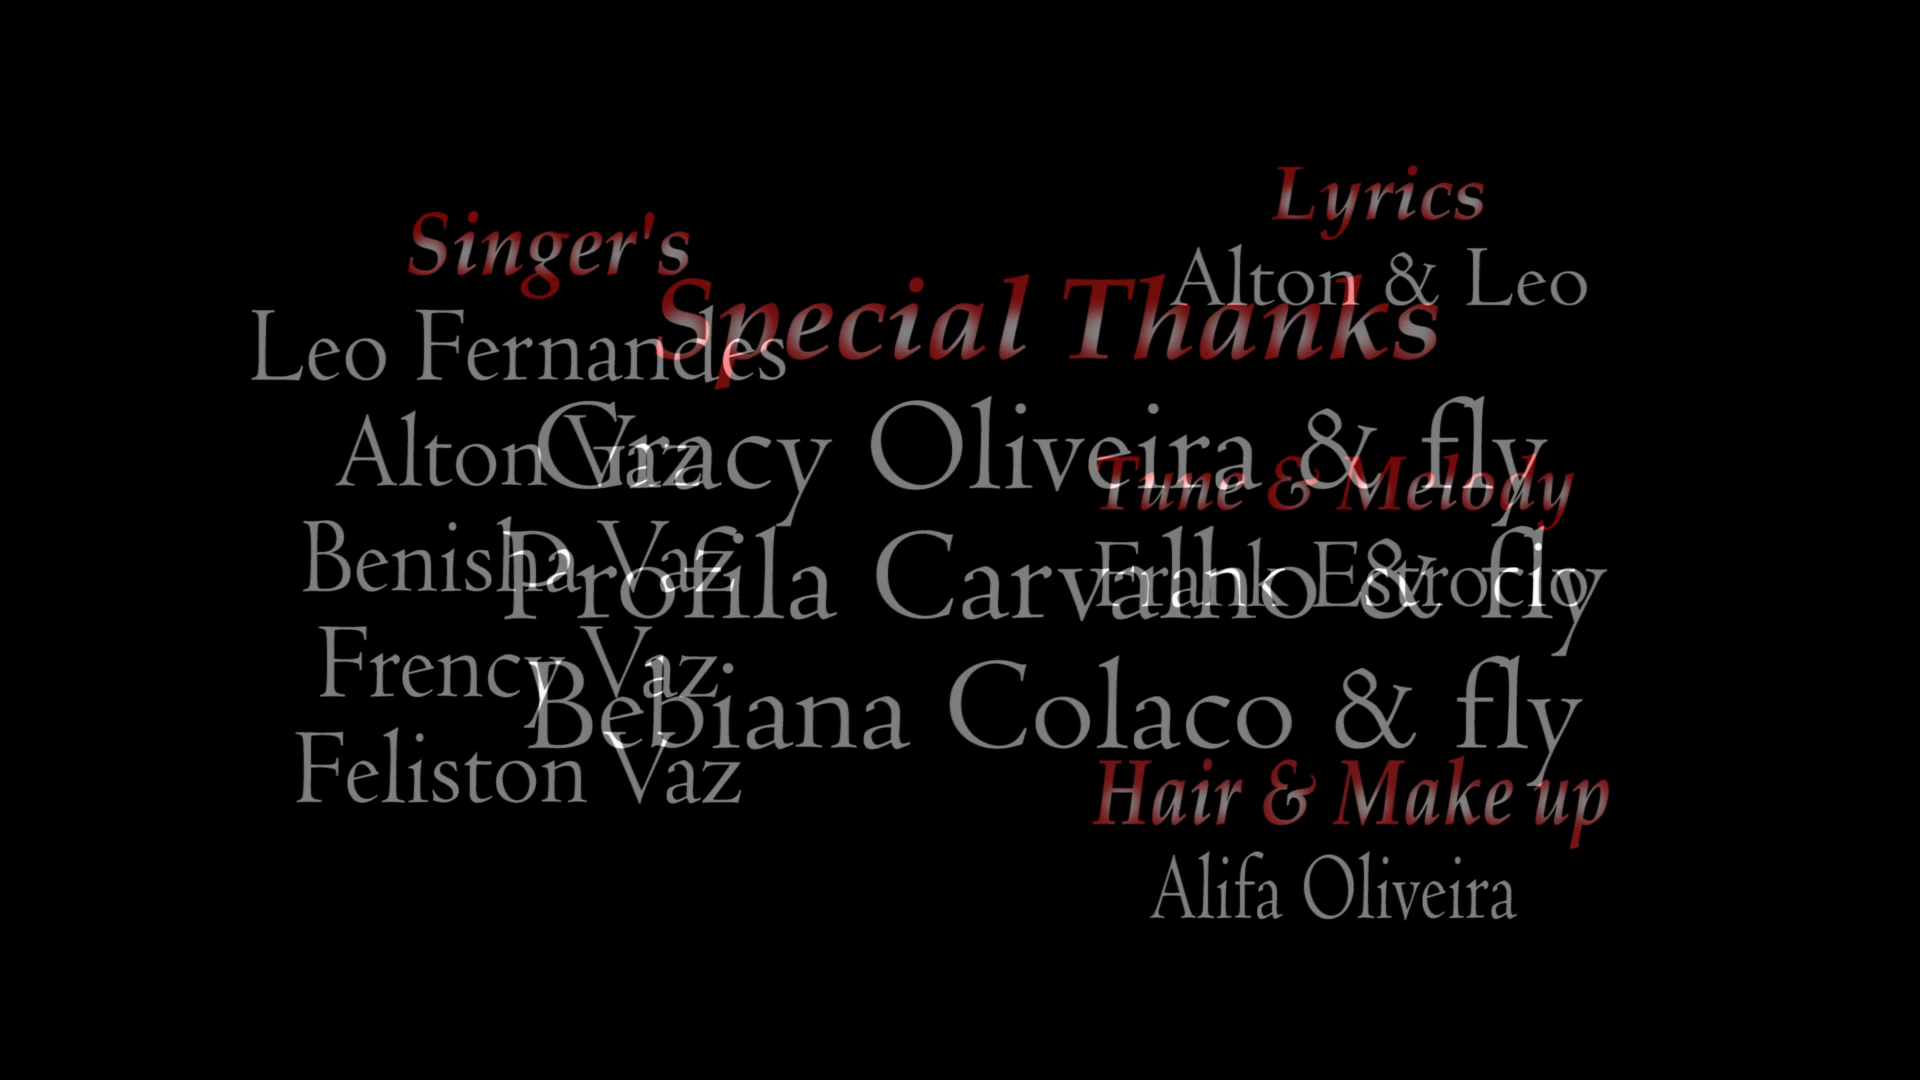 Singer's
Leo Fernandes
Alton Vaz
Benisha Vaz
Frency Vaz
Feliston Vaz
Lyrics
Alton & Leo
Tune & Melody
Frank Estrocio
Hair & Make up
Alifa Oliveira
Special Thanks
Gracy Oliveira & fly
Profila Carvalho & fly
Bebiana Colaco & fly